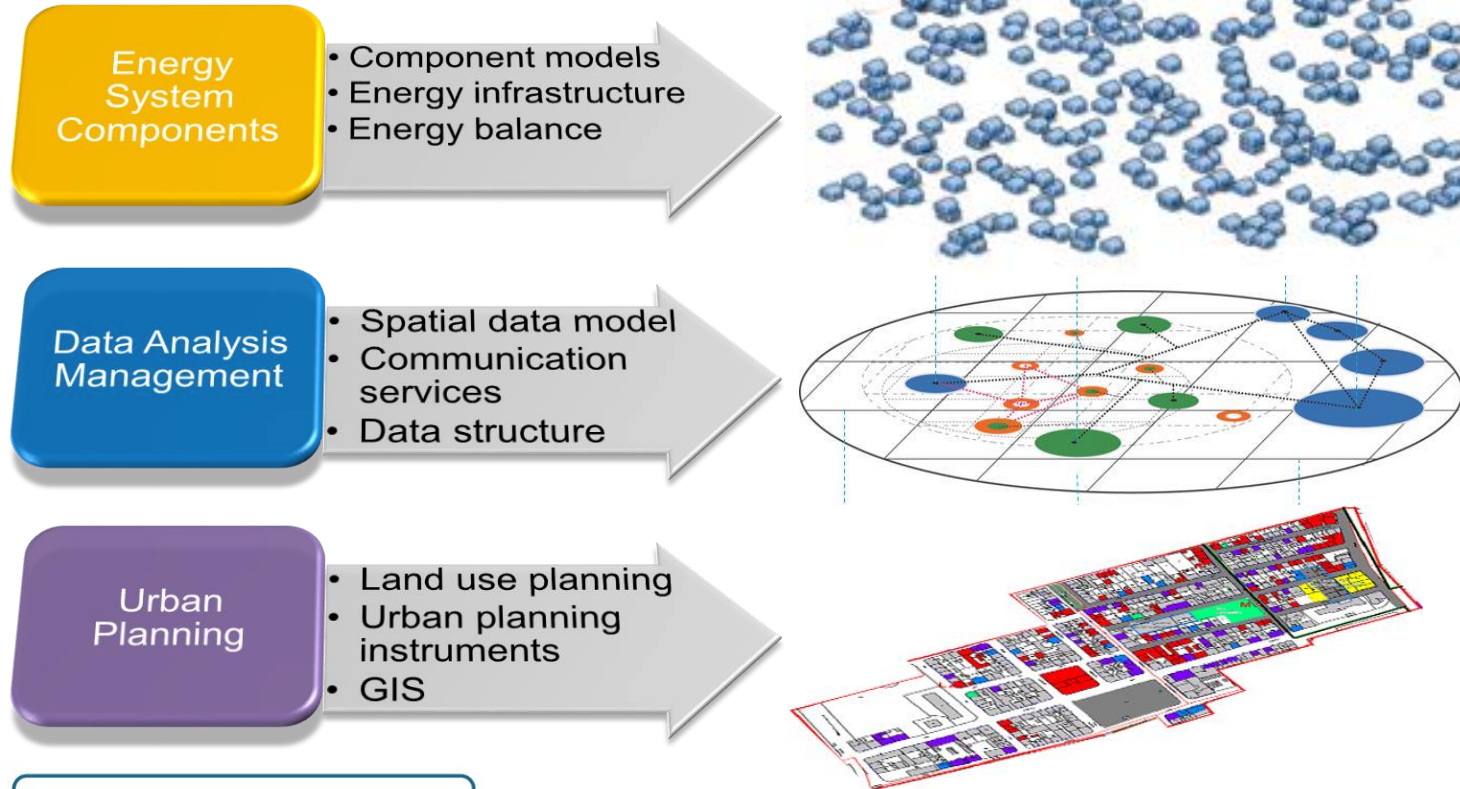 Energy
System
Components
• Component models
• Energy infrastructure
• Energy balance
Data Analysis
Management
• Spatial data model
• Communication
services
• Data structure
Urban
Planning
• Land use planning
• Urban planning
instruments
• GIS